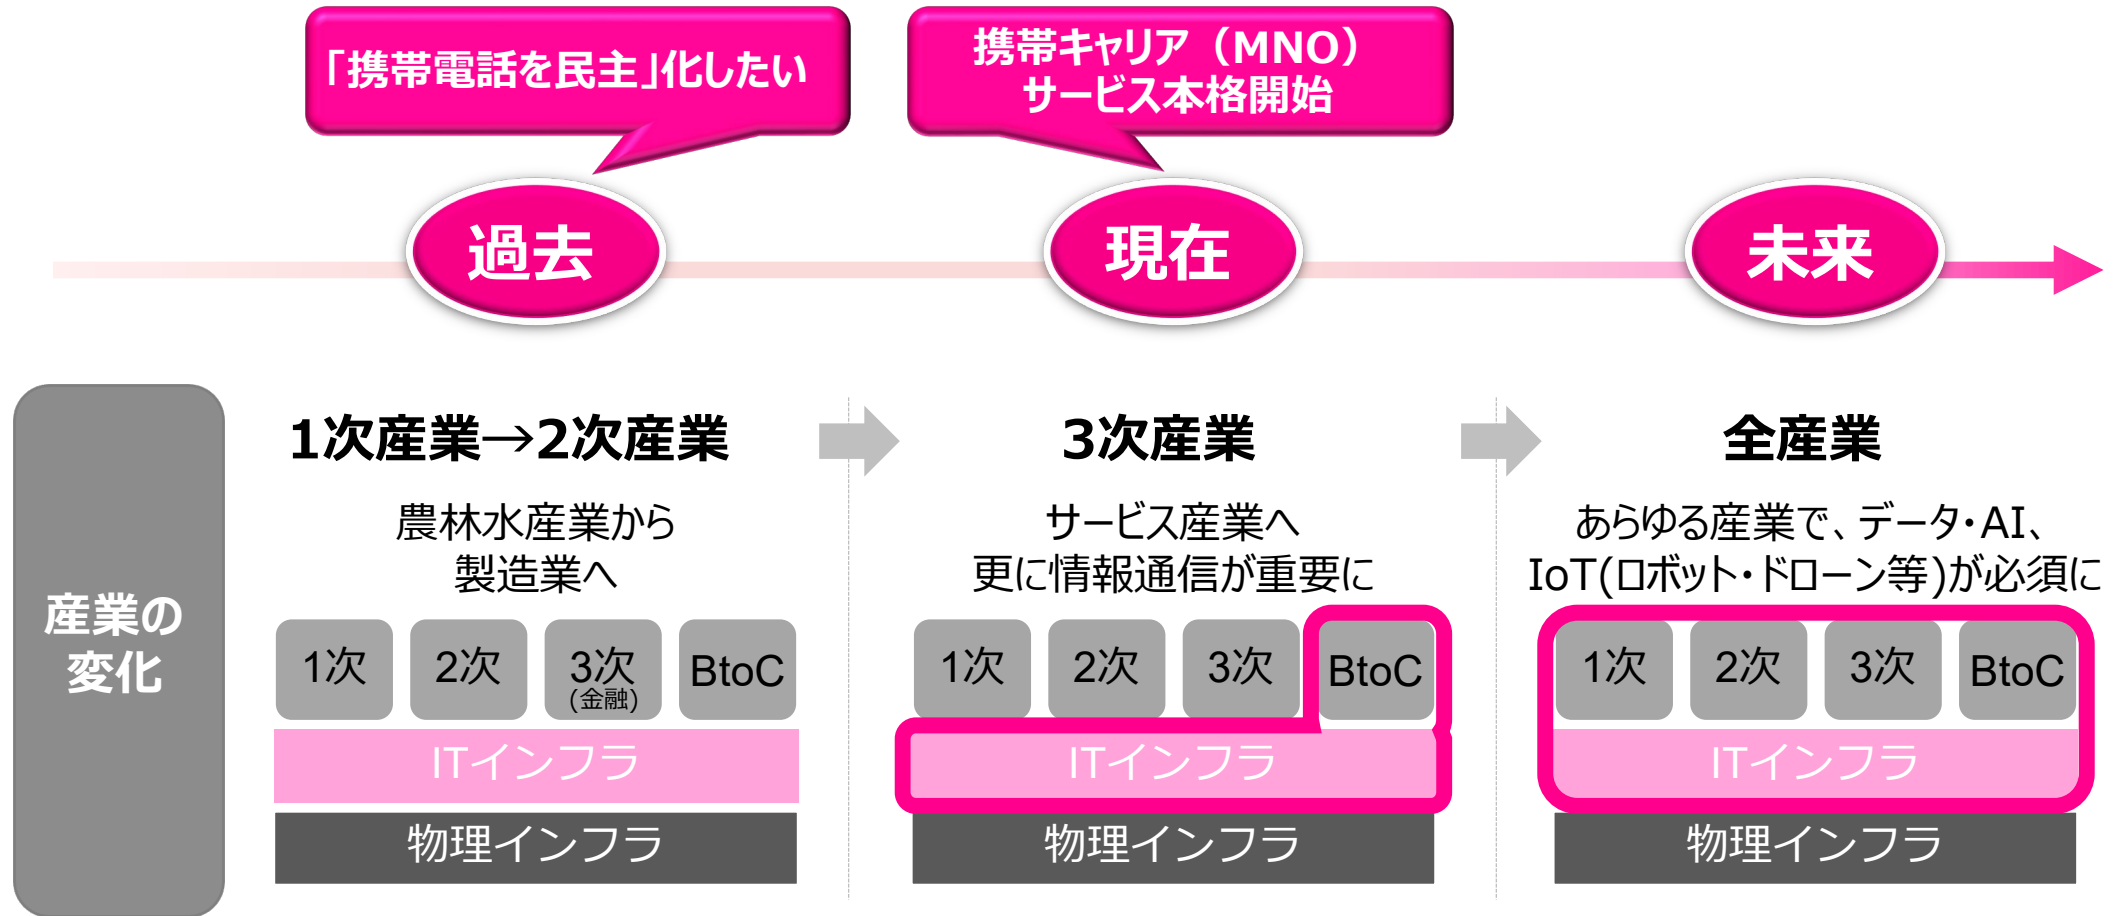 「携帯電話を民主」化したい
携帯キャリア（MNO）
サービス本格開始
過去
現在
未来
産業の
変化
1次産業→2次産業
農林水産業から
製造業へ
1次
2次
3次
(金融)
BtoC
ITインフラ
物理インフラ
3次産業
サービス産業へ
更に情報通信が重要に
1次
2次
3次
BtoC
ITインフラ
物理インフラ
全産業
あらゆる産業で、データ・AI、
IoT(ロボット・ドローン等)が必須に
1次
2次
3次
BtoC
ITインフラ
物理インフラ